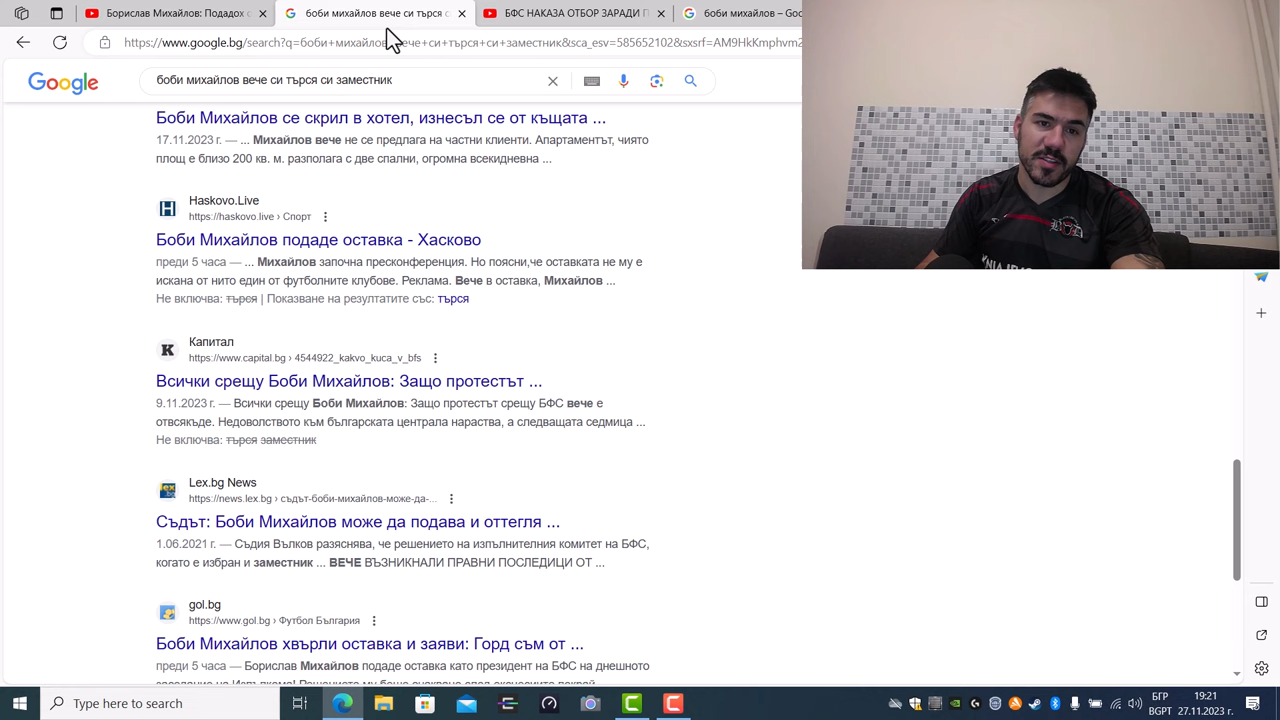 Борислав Михайлов: Подадох с
боби михайлов вече си търся с
БФС НАКАЗА ОТБОР ЗАРАДИ П
боби михайлов – Goo
https://www.google.bg/search?q=боби+михайлов+вече+си+търся+си+заместник&sca_esv=585652102&sxsrf=AM9HkKmphvm2
Google
боби михайлов вече си търся си заместник
Боби Михайлов се скрил в хотел, изнесъл се от къщата ...
17.11.2023 г. — ... Михайлов вече не се предлага на частни клиенти. Апартаментът, чиято
площ е близо 200 кв. м. разполага с две спални, огромна всекидневна ...
Haskovo.Live
https://haskovo.live › Спорт
Боби Михайлов подаде оставка - Хасково
преди 5 часа — ... Михайлов започна пресконференция. Но поясни,че оставката не му е
искана от нито един от футболните клубове. Реклама. Вече в оставка, Михайлов ...
Не включва: търся | Показване на резултатите със: търся
Капитал
https://www.capital.bg › 4544922_kakvo_kuca_v_bfs
Всички срещу Боби Михайлов: Защо протестът ...
9.11.2023 г. — Всички срещу Боби Михайлов: Защо протестът срещу БФС вече е
отвсякъде. Недоволството към българската централа нараства, а следващата седмица ...
Не включва: търся заместник
Lex.bg News
https://news.lex.bg › съдът-боби-михайлов-може-да-...
Съдът: Боби Михайлов може да подава и оттегля ...
1.06.2021 г. — Съдия Вълков разяснява, че решението на изпълнителния комитет на БФС,
когато е избран и заместник ... ВЕЧЕ ВЪЗНИКНАЛИ ПРАВНИ ПОСЛЕДИЦИ ОТ ...
gol.bg
https://www.gol.bg › Футбол България
Боби Михайлов хвърли оставка и заяви: Горд съм от ...
преди 5 часа — Борислав Михайлов подаде оставка като президент на БФС на днешното
Type here to search
БГР
BGPT
19:21
27.11.2023 г.